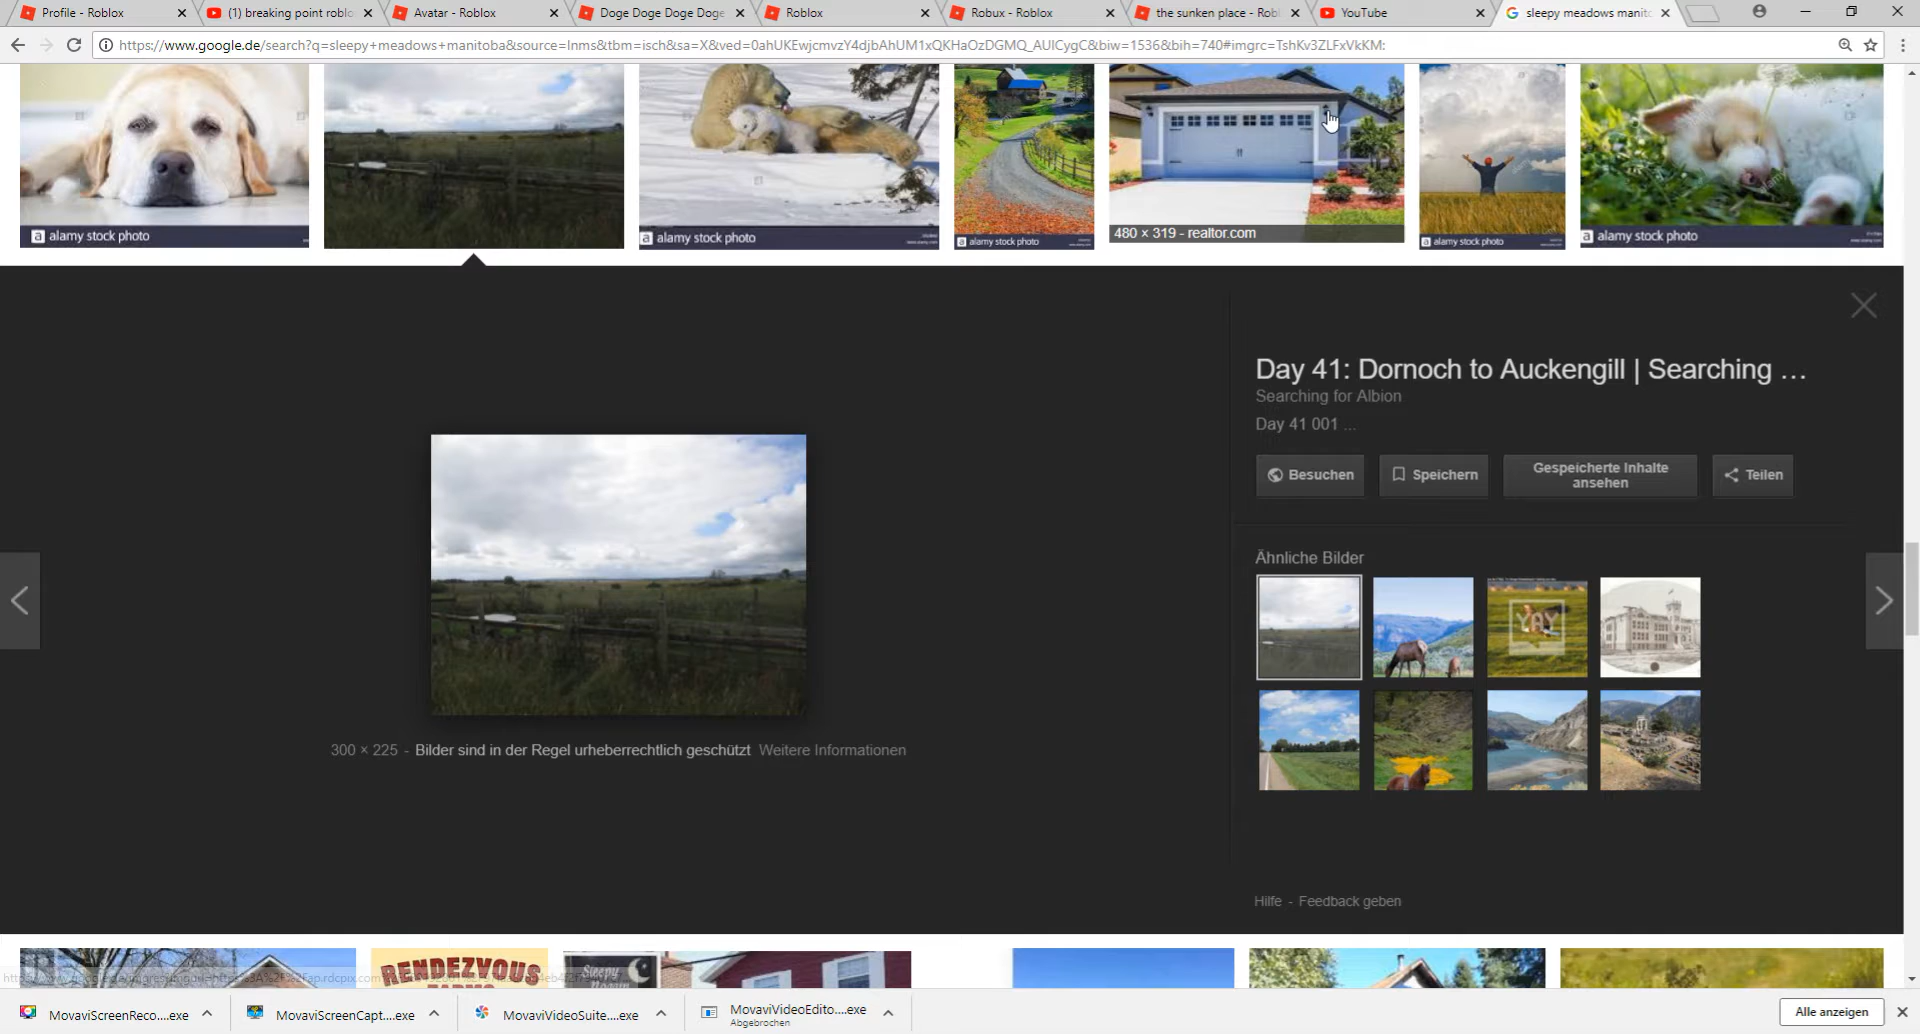 Profile - Roblox
(1) breaking point roblo
Avatar - Roblox
Doge Doge Doge Doge
Roblox
Robux - Roblox
the sunken place - Robl
YouTube
sleepy meadows manito
https://www.google.de/search?q=sleepy+meadows+manitoba&source=lnms&tbm=isch&sa=X&ved=0ahUKEwjcmvzY4djbAhUM1xQKHaOzDGMQ_AUICygC&biw=1536&bih=740#imgrc=TshKv3ZLFxVkKM:
a alamy stock photo
a alamy stock photo
a alamy stock photo
480 × 319 - realtor.com
a alamy stock photo
a alamy stock photo
Day 41: Dornoch to Auckengill | Searching ...
Searching for Albion
Day 41 001 ...
Besuchen
Speichern
Gespeicherte Inhalte
ansehen
Teilen
Ähnliche Bilder
YAY
300 × 225 - Bilder sind in der Regel urheberrechtlich geschützt Weitere Informationen
Hilfe - Feedback geben
RENDEZVOUS
Sleepy
MovaviScreenReco....exe
MovaviScreenCapt....exe
MovaviVideoSuite....exe
MovaviVideoEdito....exe
Abgebrochen
Alle anzeigen